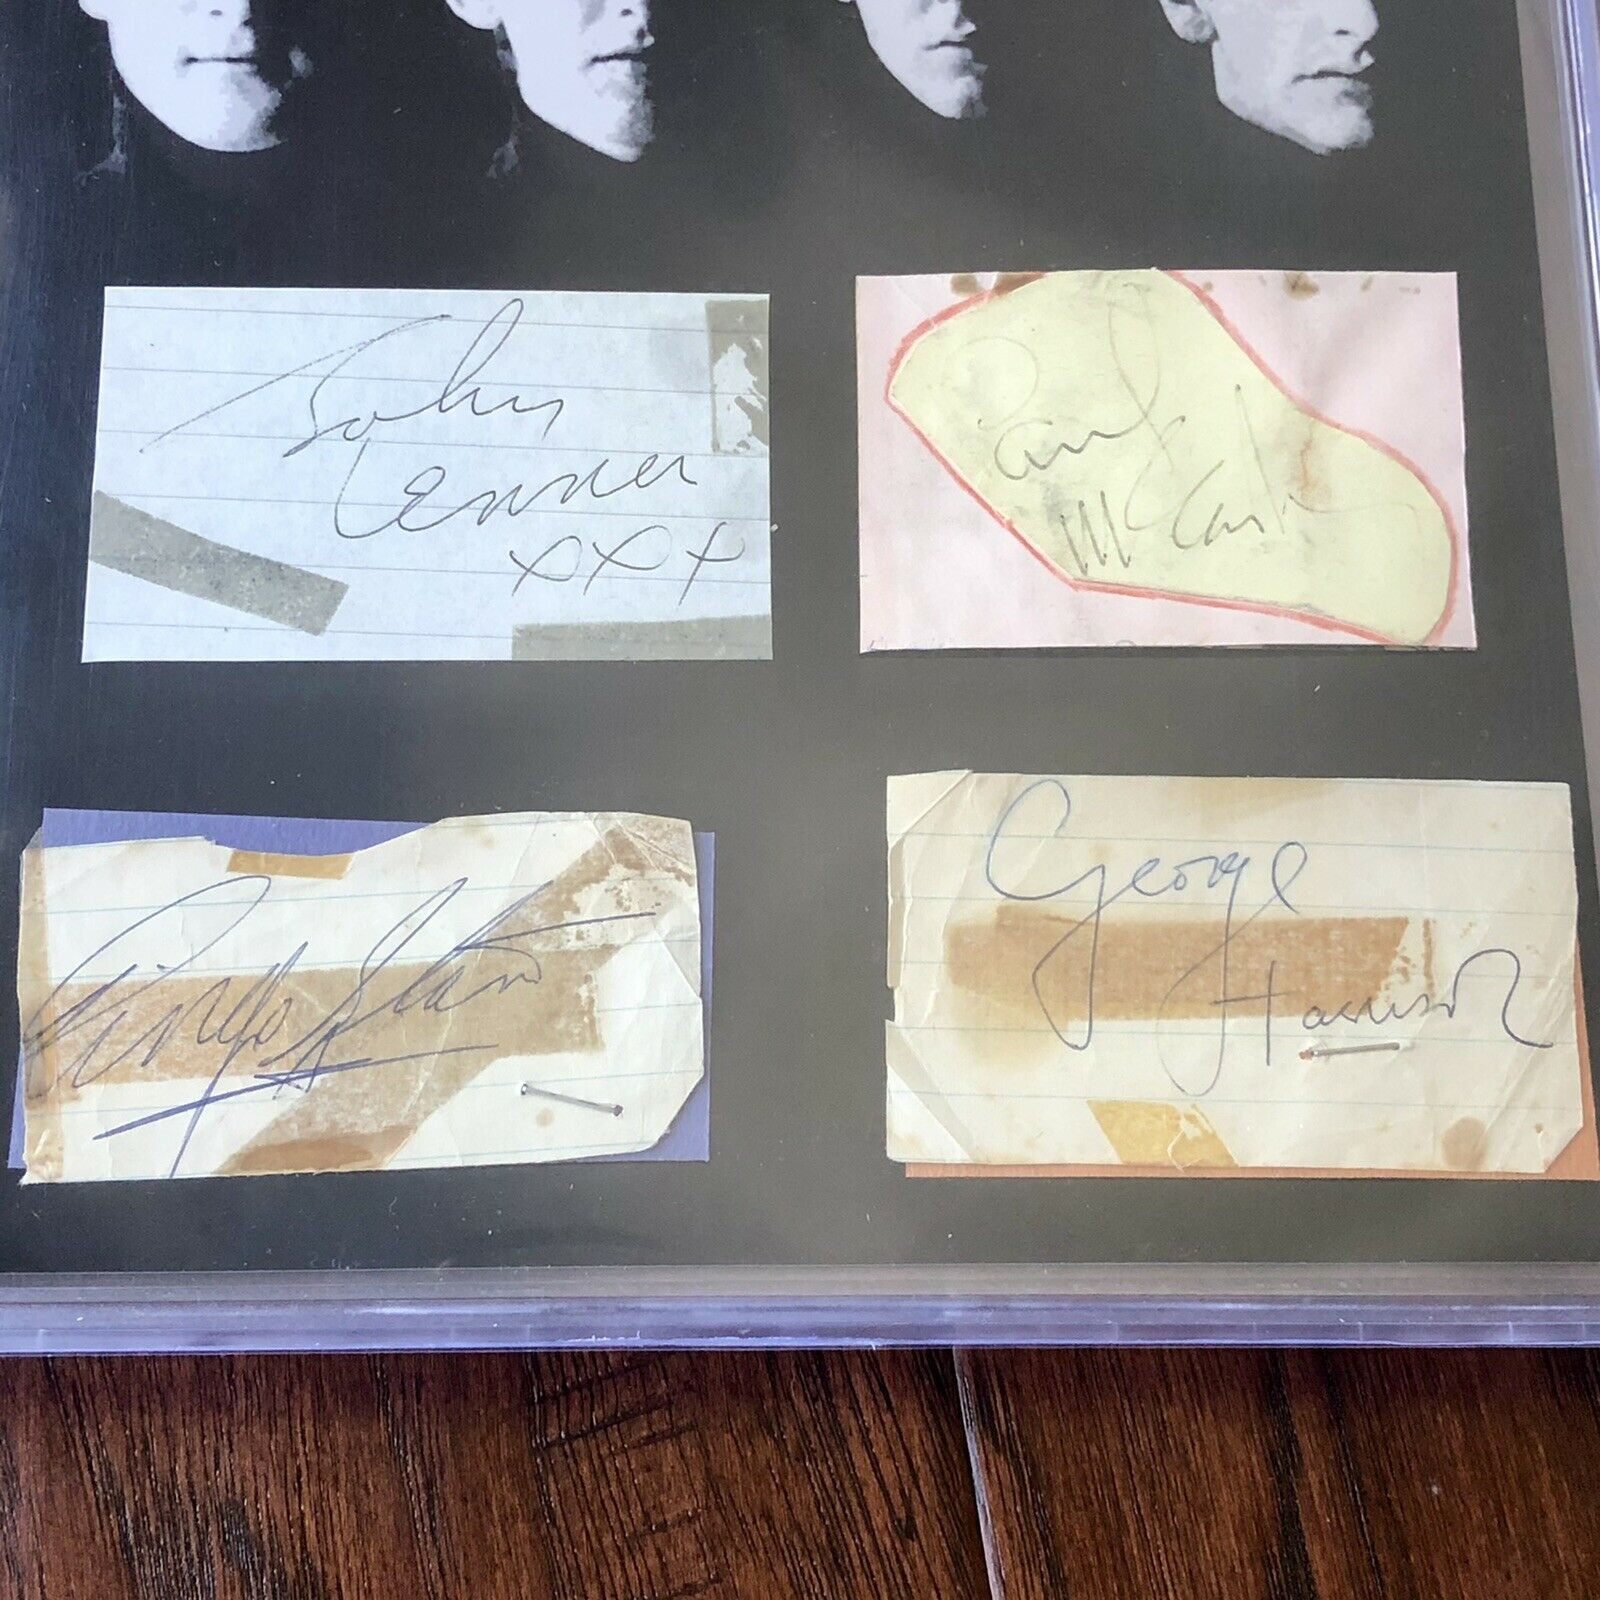 John
Lennon
xxx
Paul
McCartney
Ringo Starr
George
Harrison